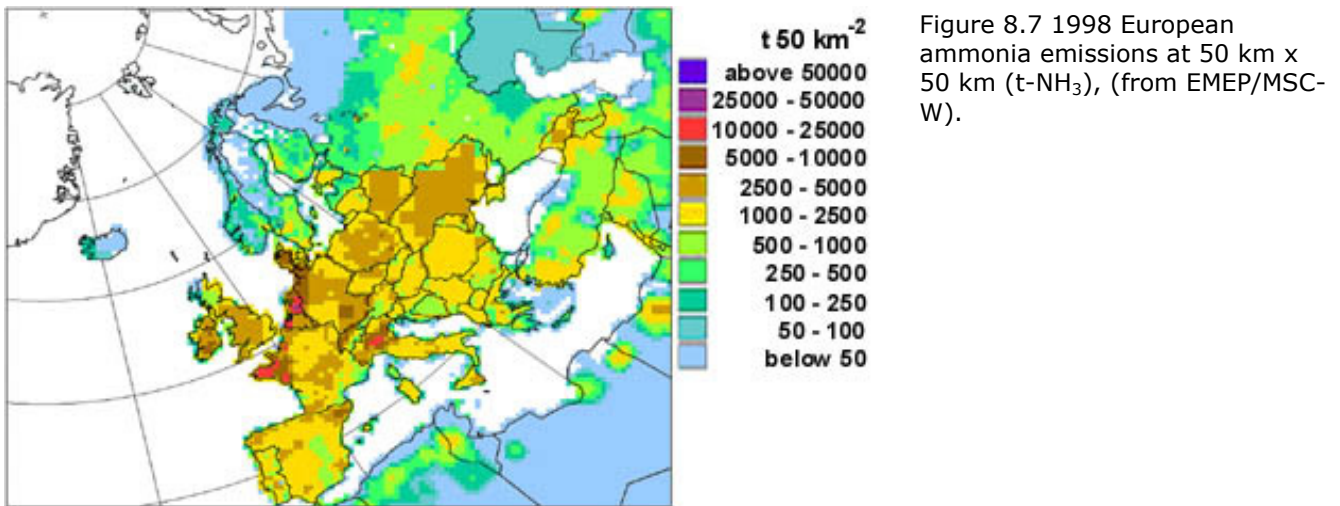 t 50 km⁻²
above 50000
25000 - 50000
10000 - 25000
5000 - 10000
2500 - 5000
1000 - 2500
500 - 1000
250 - 500
100 - 250
50 - 100
below 50
Figure 8.7 1998 European
ammonia emissions at 50 km x
50 km (t-NH₃), (from EMEP/MSC-
W).